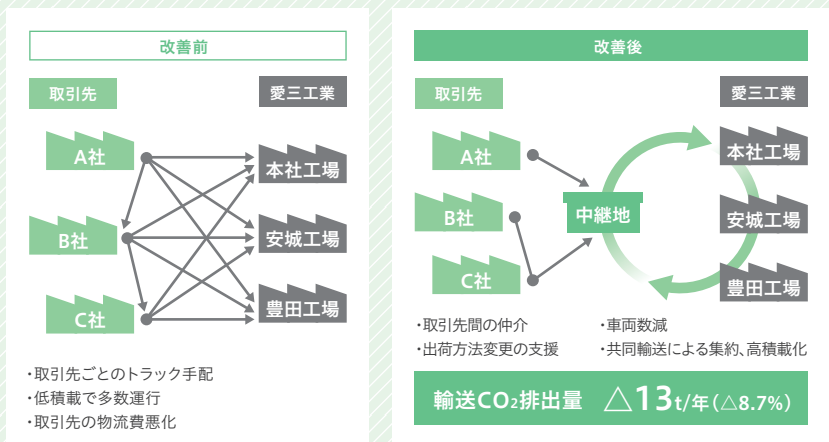 改善前
取引先
愛三工業
A社
B社
C社
本社工場
安城工場
豊田工場
・取引先ごとのトラック手配
・低積載で多数運行
・取引先の物流費悪化
改善後
取引先
愛三工業
A社
B社
C社
中継地
本社工場
安城工場
豊田工場
・取引先間の仲介
・出荷方法変更の支援
・車両数減
・共同輸送による集約、高積載化
輸送CO₂排出量 △13t/年(△8.7%)